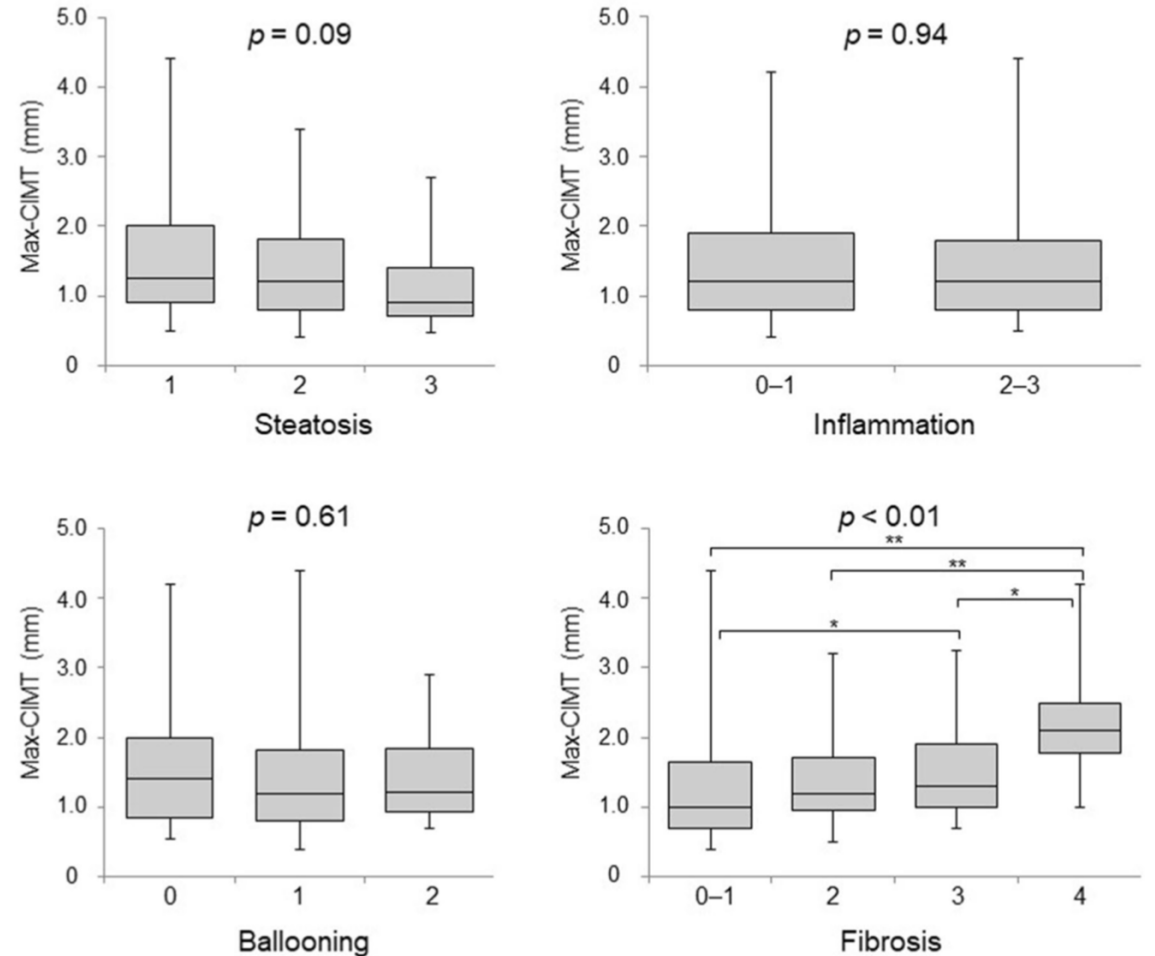 p = 0.09
5.0
4.0
3.0
2.0
1.0
0
Max-CIMT (mm)
1 2 3
Steatosis
p = 0.94
5.0
4.0
3.0
2.0
1.0
0
Max-CIMT (mm)
0–1 2–3
Inflammation
p = 0.61
5.0
4.0
3.0
2.0
1.0
0
Max-CIMT (mm)
0 1 2
Ballooning
p < 0.01
**
**
*
*
5.0
4.0
3.0
2.0
1.0
0
Max-CIMT (mm)
0–1 2 3 4
Fibrosis